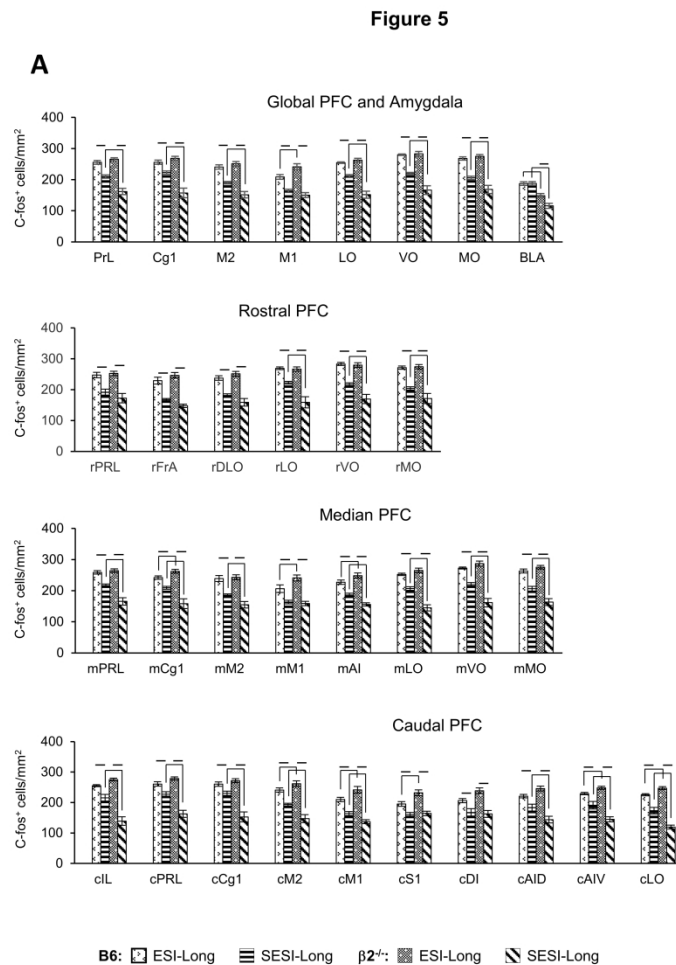 Figure 5
A
Global PFC and Amygdala
C-fos⁺ cells/mm²
400
300
200
100
0
PrL Cg1 M2 M1 LO VO MO BLA
Rostral PFC
C-fos⁺ cells/mm²
400
300
200
100
0
rPRL rFrA rDLO rLO rVO rMO
Median PFC
C-fos⁺ cells/mm²
400
300
200
100
0
mPRL mCg1 mM2 mM1 mAI mLO mVO mMO
Caudal PFC
C-fos⁺ cells/mm²
400
300
200
100
0
cIL cPRL cCg1 cM2 cM1 cS1 cDI cAID cAIV cLO
B6: ESI-Long SESI-Long β2⁻/⁻: ESI-Long SESI-Long